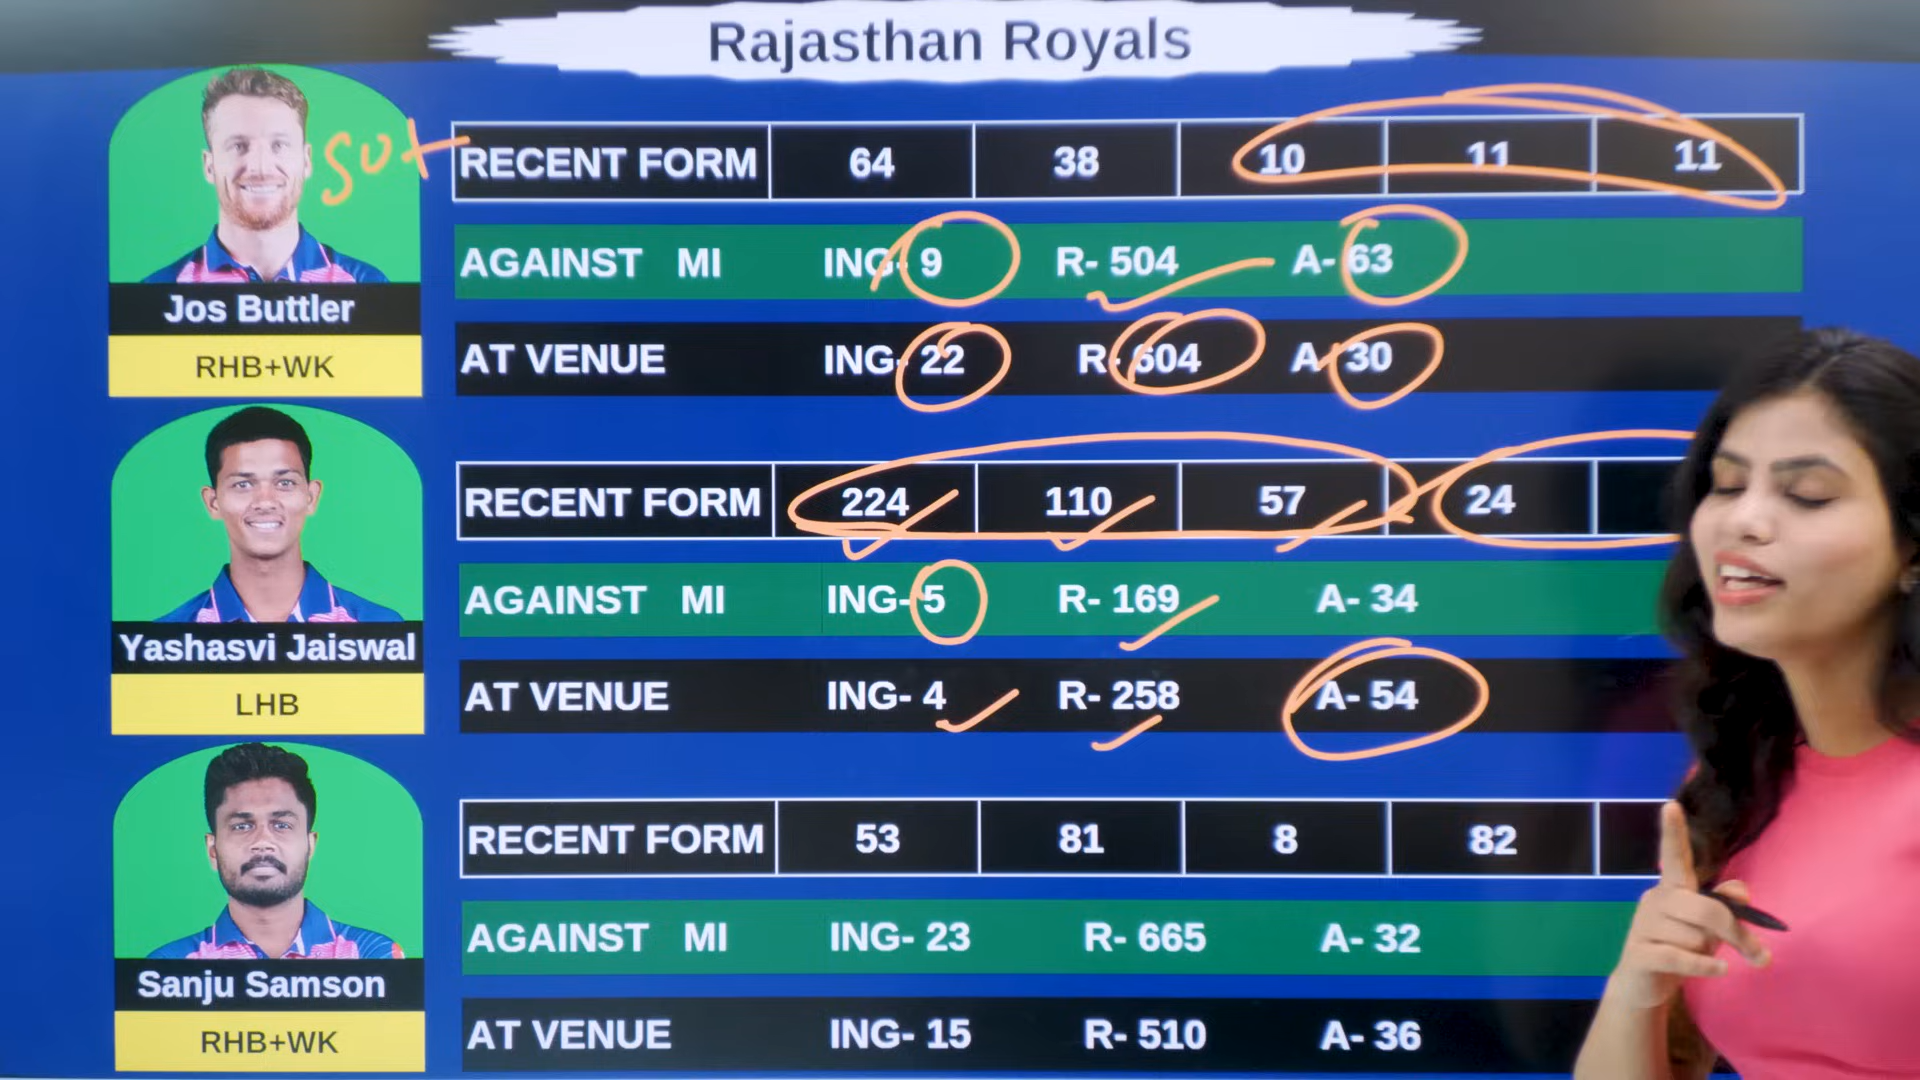 Rajasthan Royals
50+
RECENT FORM 64 38 10 11 11
AGAINST MI ING- 9 R- 504 A- 63
Jos Buttler
RHB+WK
AT VENUE ING- 22 R- 604 A- 30
RECENT FORM 224 110 57 24
AGAINST MI ING- 5 R- 169 A- 34
Yashasvi Jaiswal
LHB
AT VENUE ING- 4 R- 258 A- 54
RECENT FORM 53 81 8 82
AGAINST MI ING- 23 R- 665 A- 32
Sanju Samson
RHB+WK
AT VENUE ING- 15 R- 510 A- 36